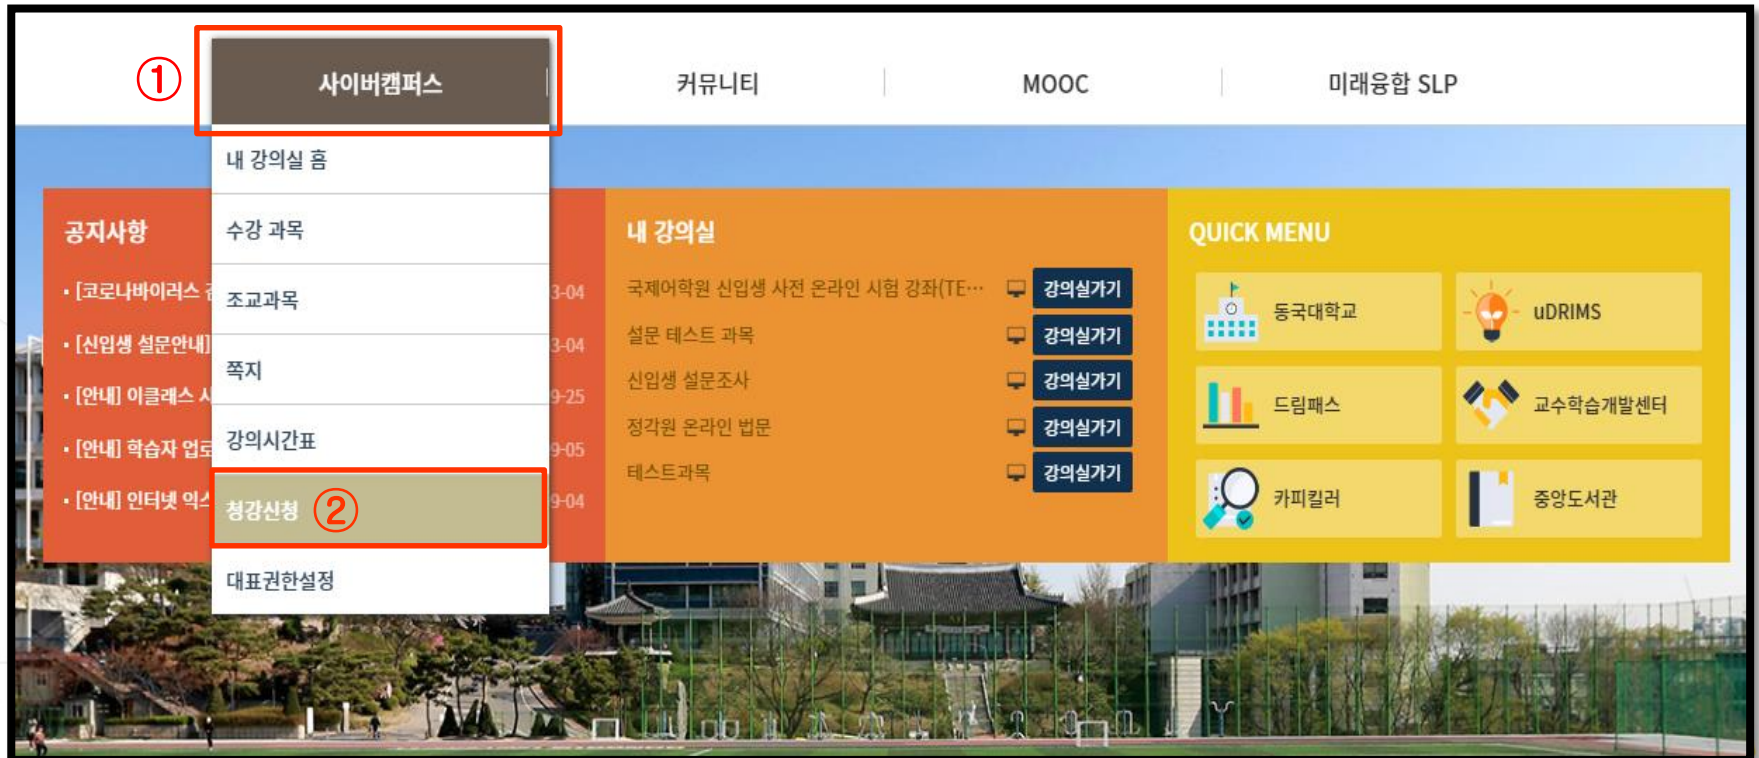 ① 사이버캠퍼스 커뮤니티 MOOC 미래융합 SLP
내 강의실 홈
수강 과목
조교과목
쪽지
강의시간표
청강신청 ②
대표권한설정
공지사항
• [코로나바이러스 3-04
• [신입생 설문안내] 3-04
• [안내] 이클래스 9-25
• [안내] 학습자 업로 9-05
• [안내] 인터넷 익스 9-04
내 강의실
국제어학원 신입생 사전 온라인 시험 강좌(TE··· 강의실가기
설문 테스트 과목 강의실가기
신입생 설문조사 강의실가기
정각원 온라인 법문 강의실가기
테스트과목 강의실가기
QUICK MENU
동국대학교 uDRIMS
드림패스 교수학습개발센터
카피킬러 중앙도서관